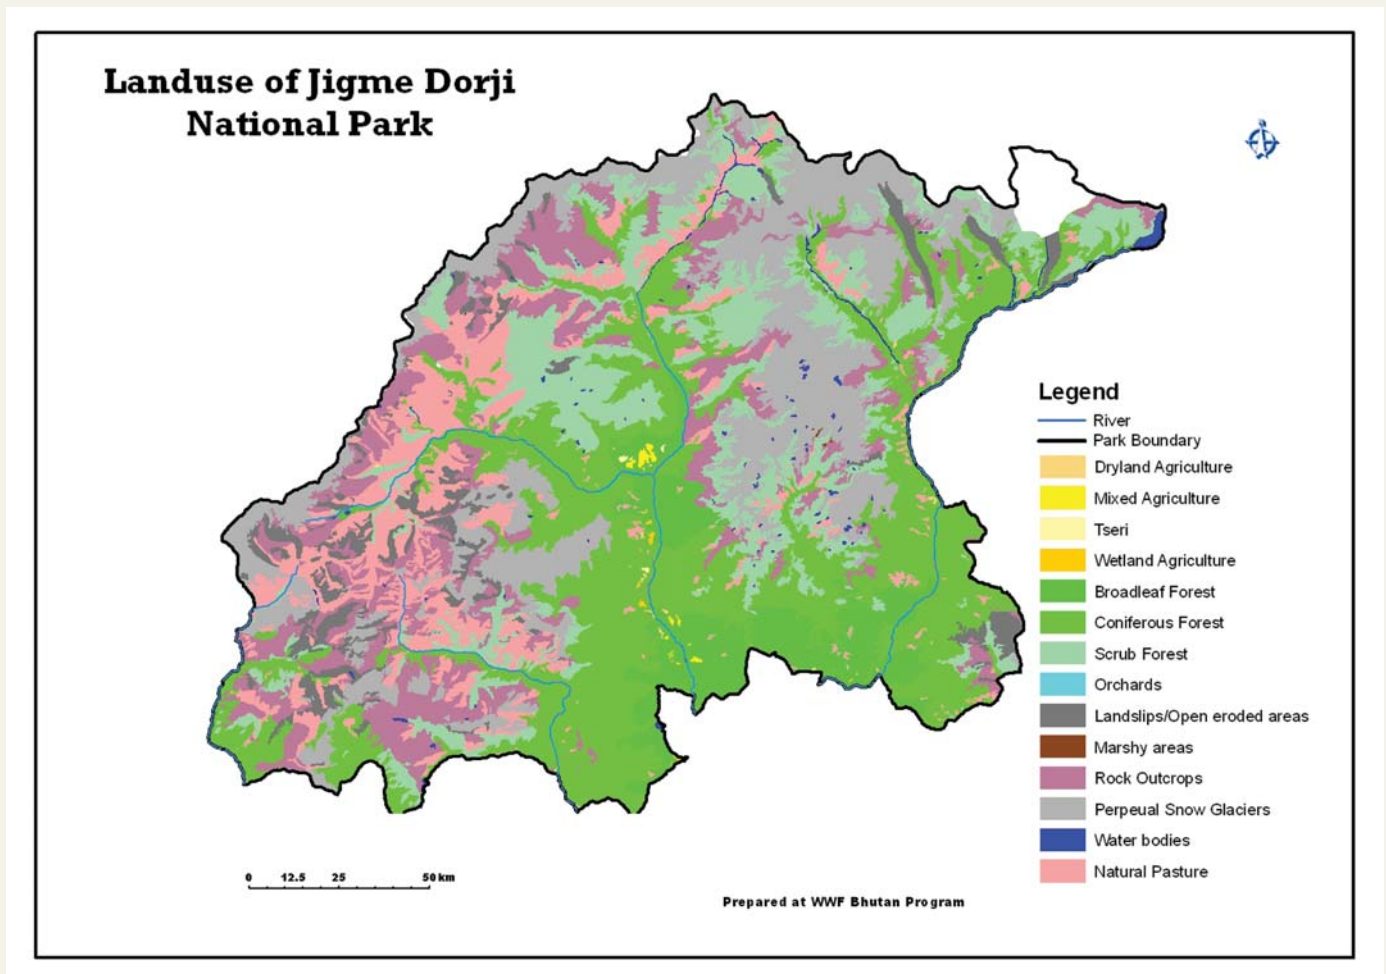 Landuse of Jigme Dorji
National Park
Legend
River
Park Boundary
Dryland Agriculture
Mixed Agriculture
Tseri
Wetland Agriculture
Broadleaf Forest
Coniferous Forest
Scrub Forest
Orchards
Landslips/Open eroded areas
Marshy areas
Rock Outcrops
Perpeual Snow Glaciers
Water bodies
Natural Pasture
0 12.5 25 50 km
Prepared at WWF Bhutan Program